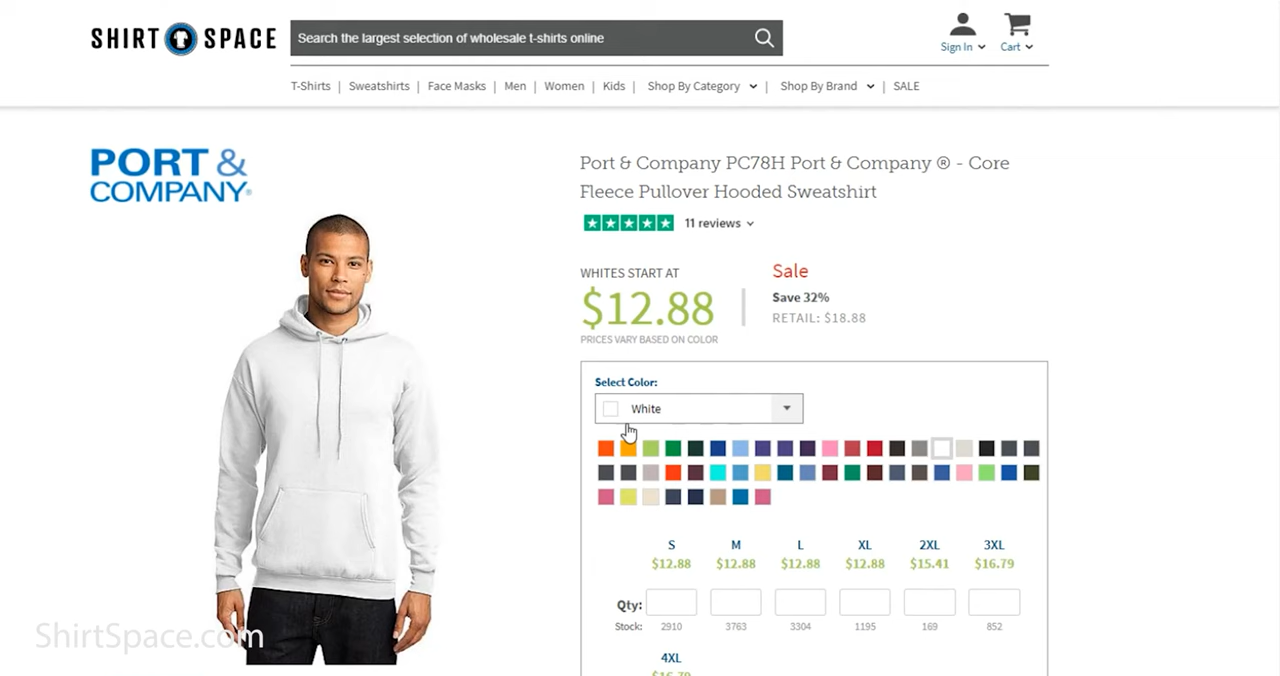 SHIRT SPACE
Search the largest selection of wholesale t-shirts online
Sign In
Cart
T-Shirts | Sweatshirts | Face Masks | Men | Women | Kids | Shop By Category | Shop By Brand | SALE
PORT &
COMPANY®
Port & Company PC78H Port & Company ® - Core
Fleece Pullover Hooded Sweatshirt
11 reviews
WHITES START AT
$12.88
PRICES VARY BASED ON COLOR
Sale
Save 32%
RETAIL: $18.88
Select Color:
White
S M L XL 2XL 3XL
$12.88 $12.88 $12.88 $12.88 $15.41 $16.79
Qty:
Stock: 2910 3763 3304 1195 169 852
4XL
$16.79
ShirtSpace.com